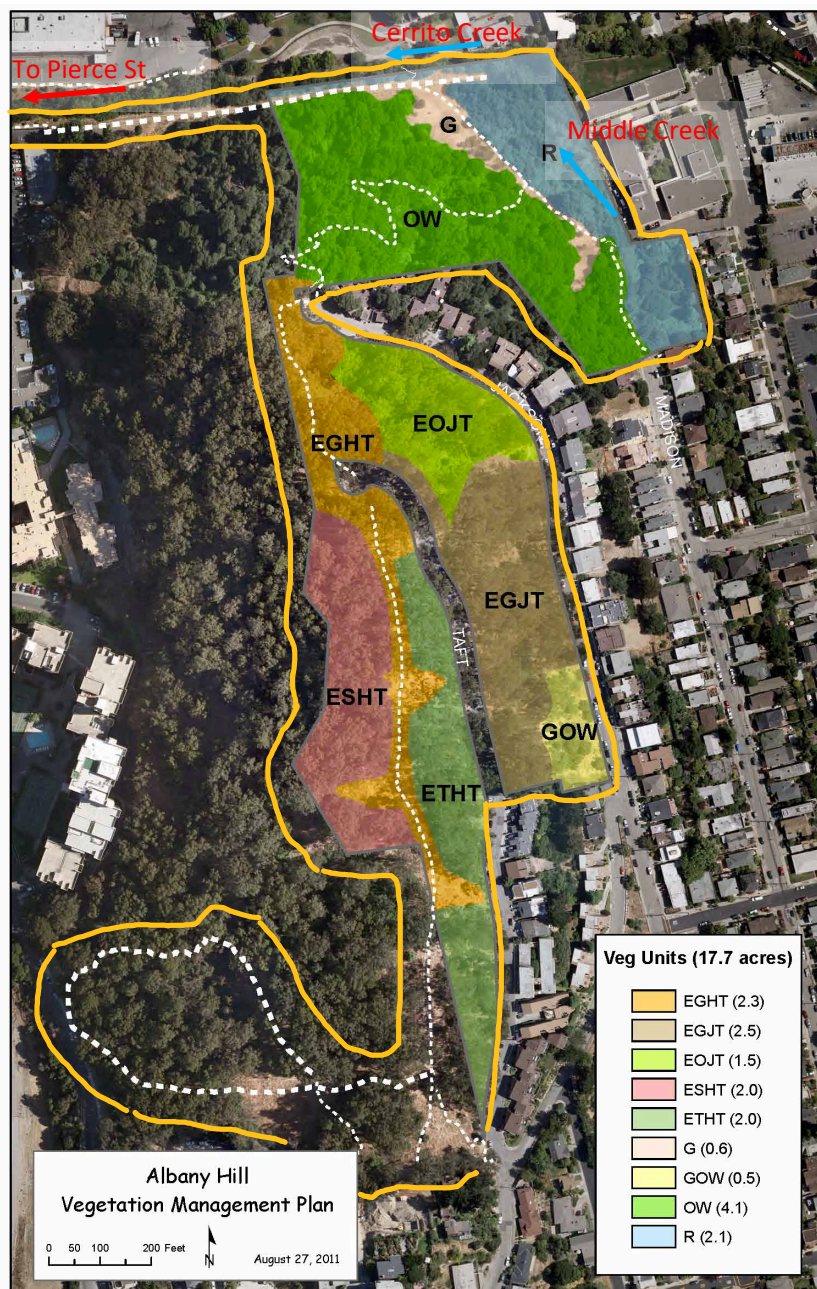 Cerrito Creek
To Pierce St
G
Middle Creek
R
OW
MADISON
EOJT
EGHT
EGJT
TAFT
ESHT
GOW
ETHT
Veg Units (17.7 acres)
EGHT (2.3)
EGJT (2.5)
EOJT (1.5)
ESHT (2.0)
ETHT (2.0)
G (0.6)
GOW (0.5)
OW (4.1)
R (2.1)
Albany Hill
Vegetation Management Plan
0 50 100 200 Feet
N
August 27, 2011